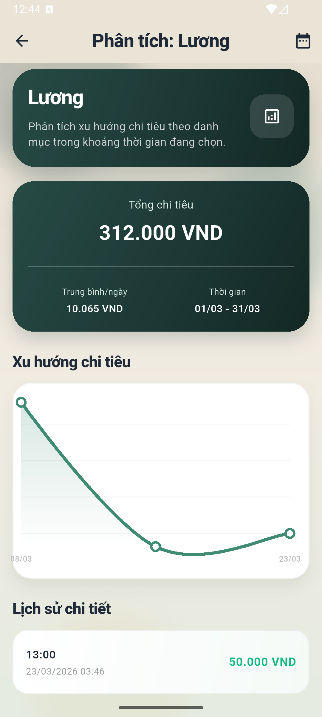 12:44
Phân tích: Lương
Lương
Phân tích xu hướng chi tiêu theo danh
mục trong khoảng thời gian đang chọn.
Tổng chi tiêu
312.000 VND
Trung bình/ngày
Thời gian
10.065 VND
01/03 - 31/03
Xu hướng chi tiêu
08/03
23/03
Lịch sử chi tiết
13:00
50.000 VND
23/03/2026 03:46